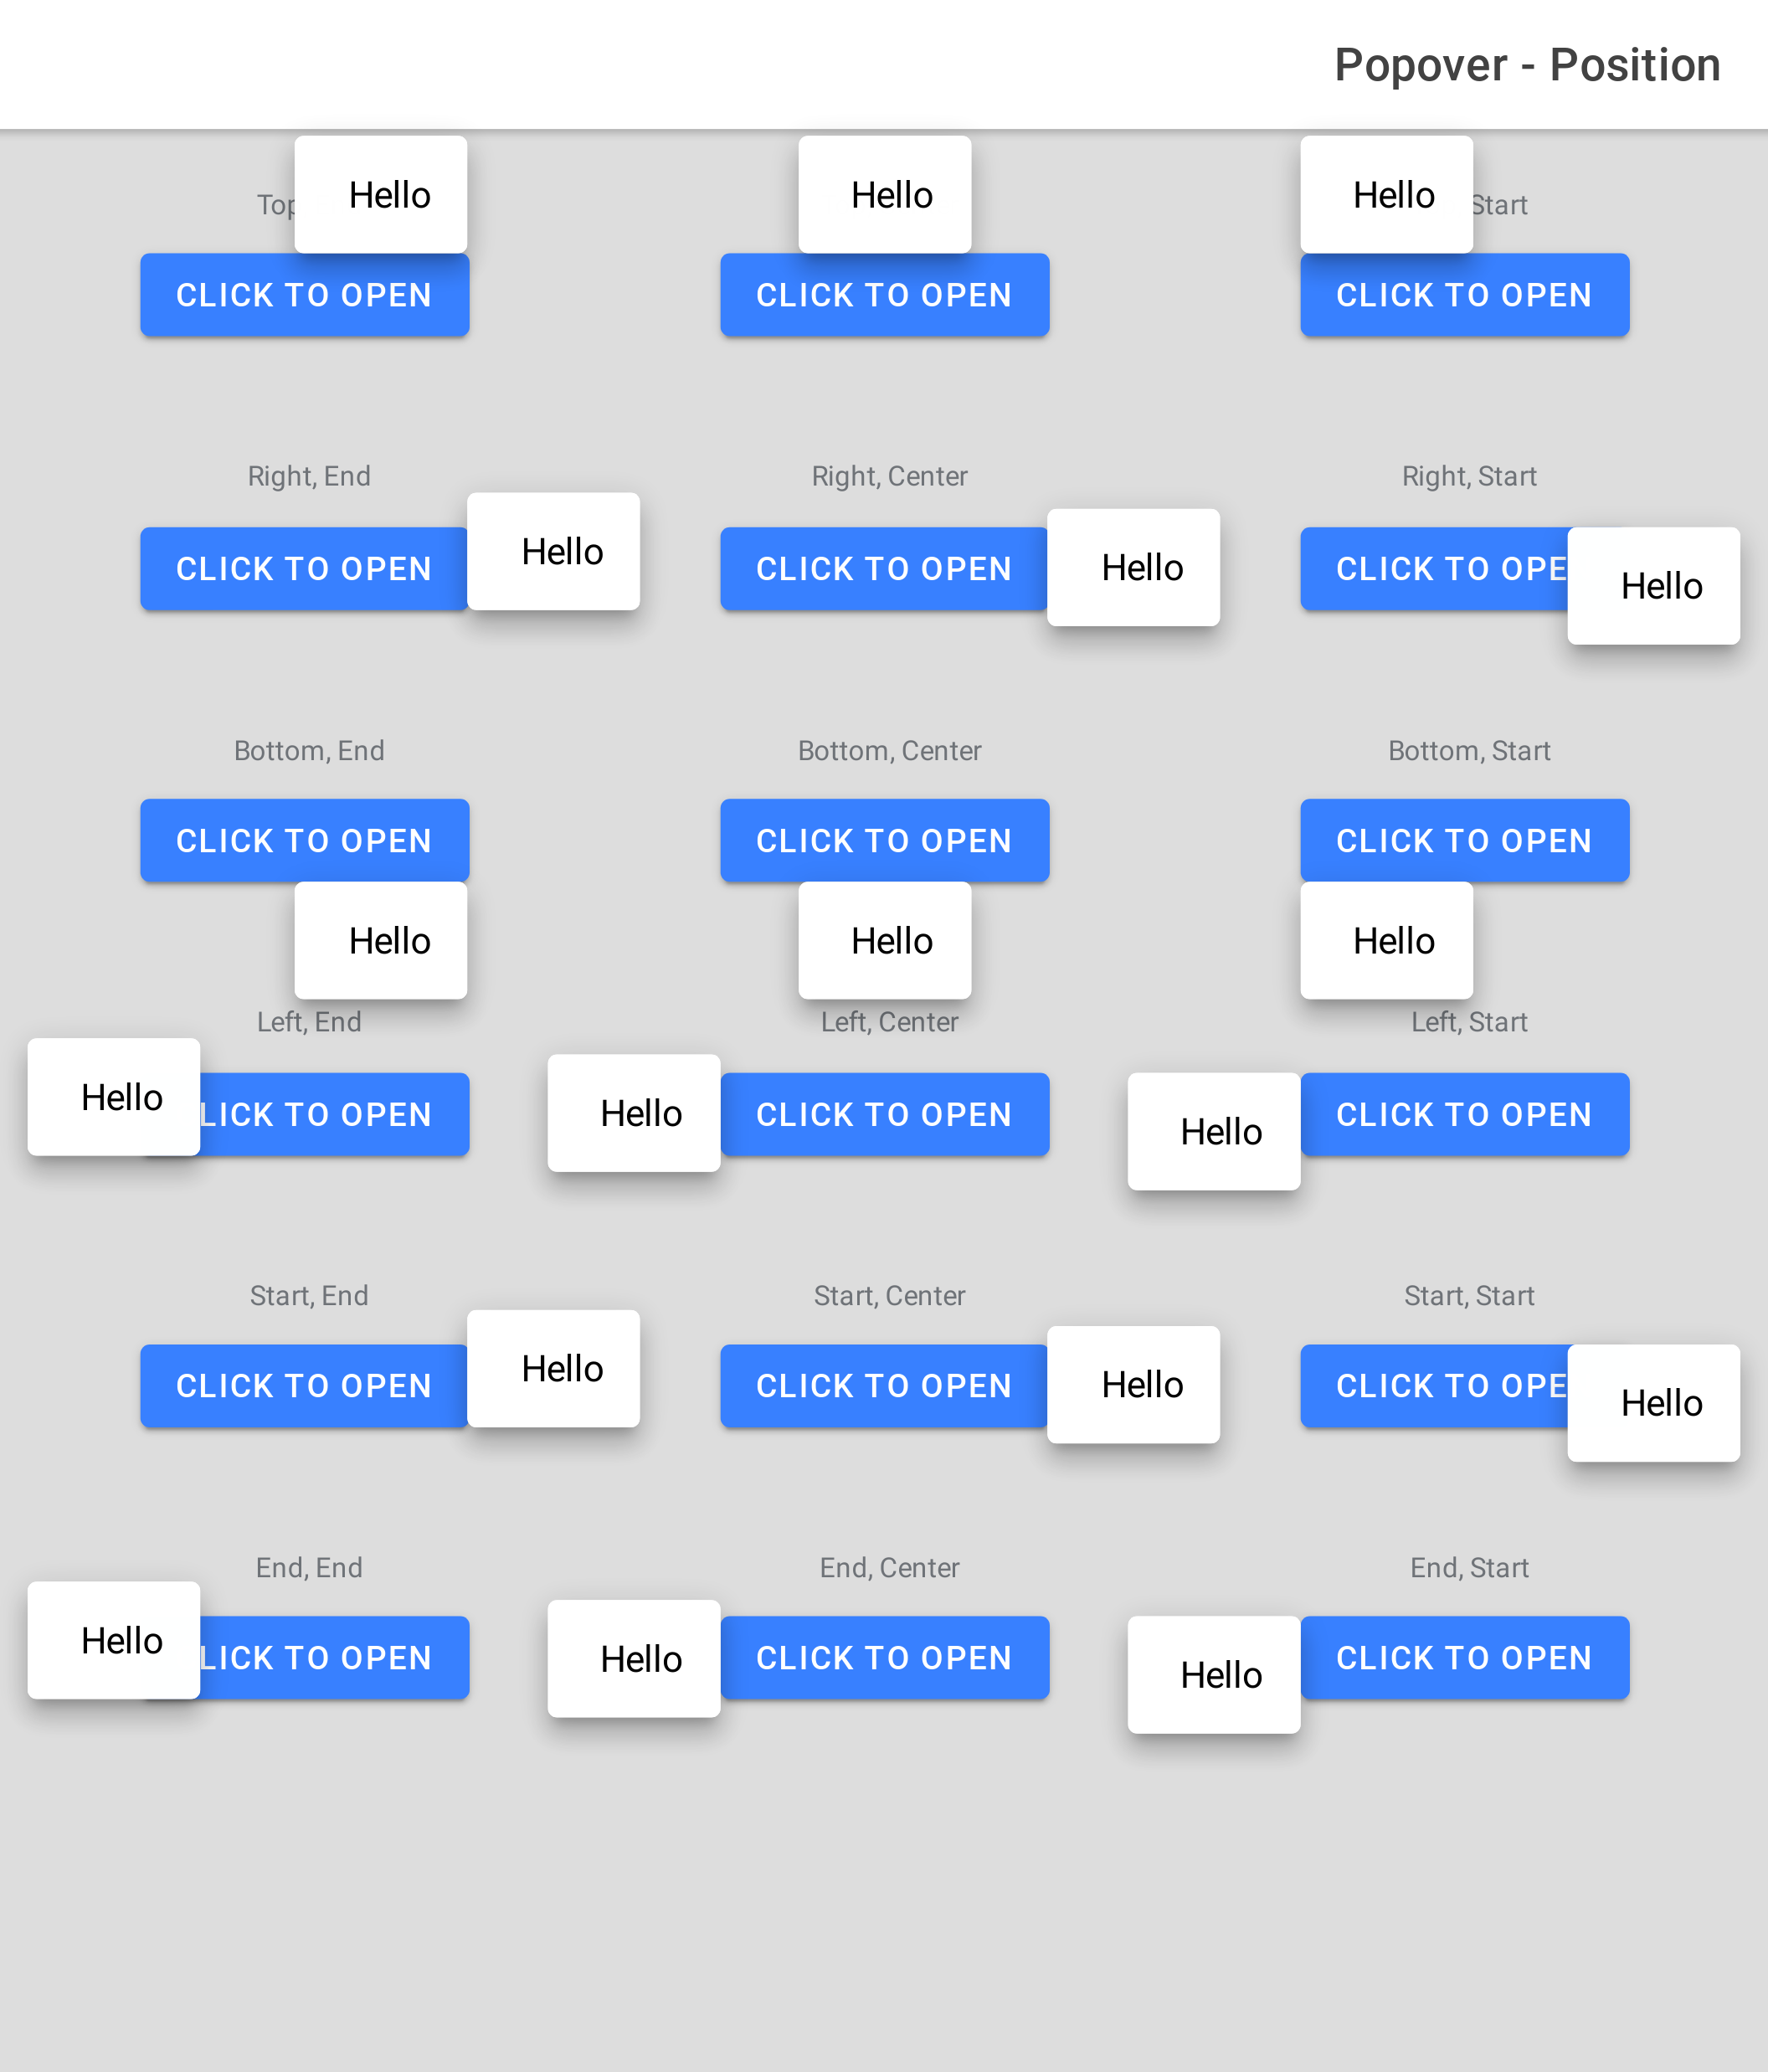 Popover - Position
Top
Hello
Hello
Hello
Start
CLICK TO OPEN
CLICK TO OPEN
CLICK TO OPEN
Right, End
Right, Center
Right, Start
CLICK TO OPEN
Hello
CLICK TO OPEN
Hello
CLICK TO OPE
Hello
Bottom, End
Bottom, Center
Bottom, Start
CLICK TO OPEN
CLICK TO OPEN
CLICK TO OPEN
Hello
Hello
Hello
Left, End
Left, Center
Left, Start
Hello
LICK TO OPEN
Hello
CLICK TO OPEN
Hello
CLICK TO OPEN
Start, End
Start, Center
Start, Start
CLICK TO OPEN
Hello
CLICK TO OPEN
Hello
CLICK TO OPE
Hello
End, End
End, Center
End, Start
Hello
LICK TO OPEN
Hello
CLICK TO OPEN
Hello
CLICK TO OPEN